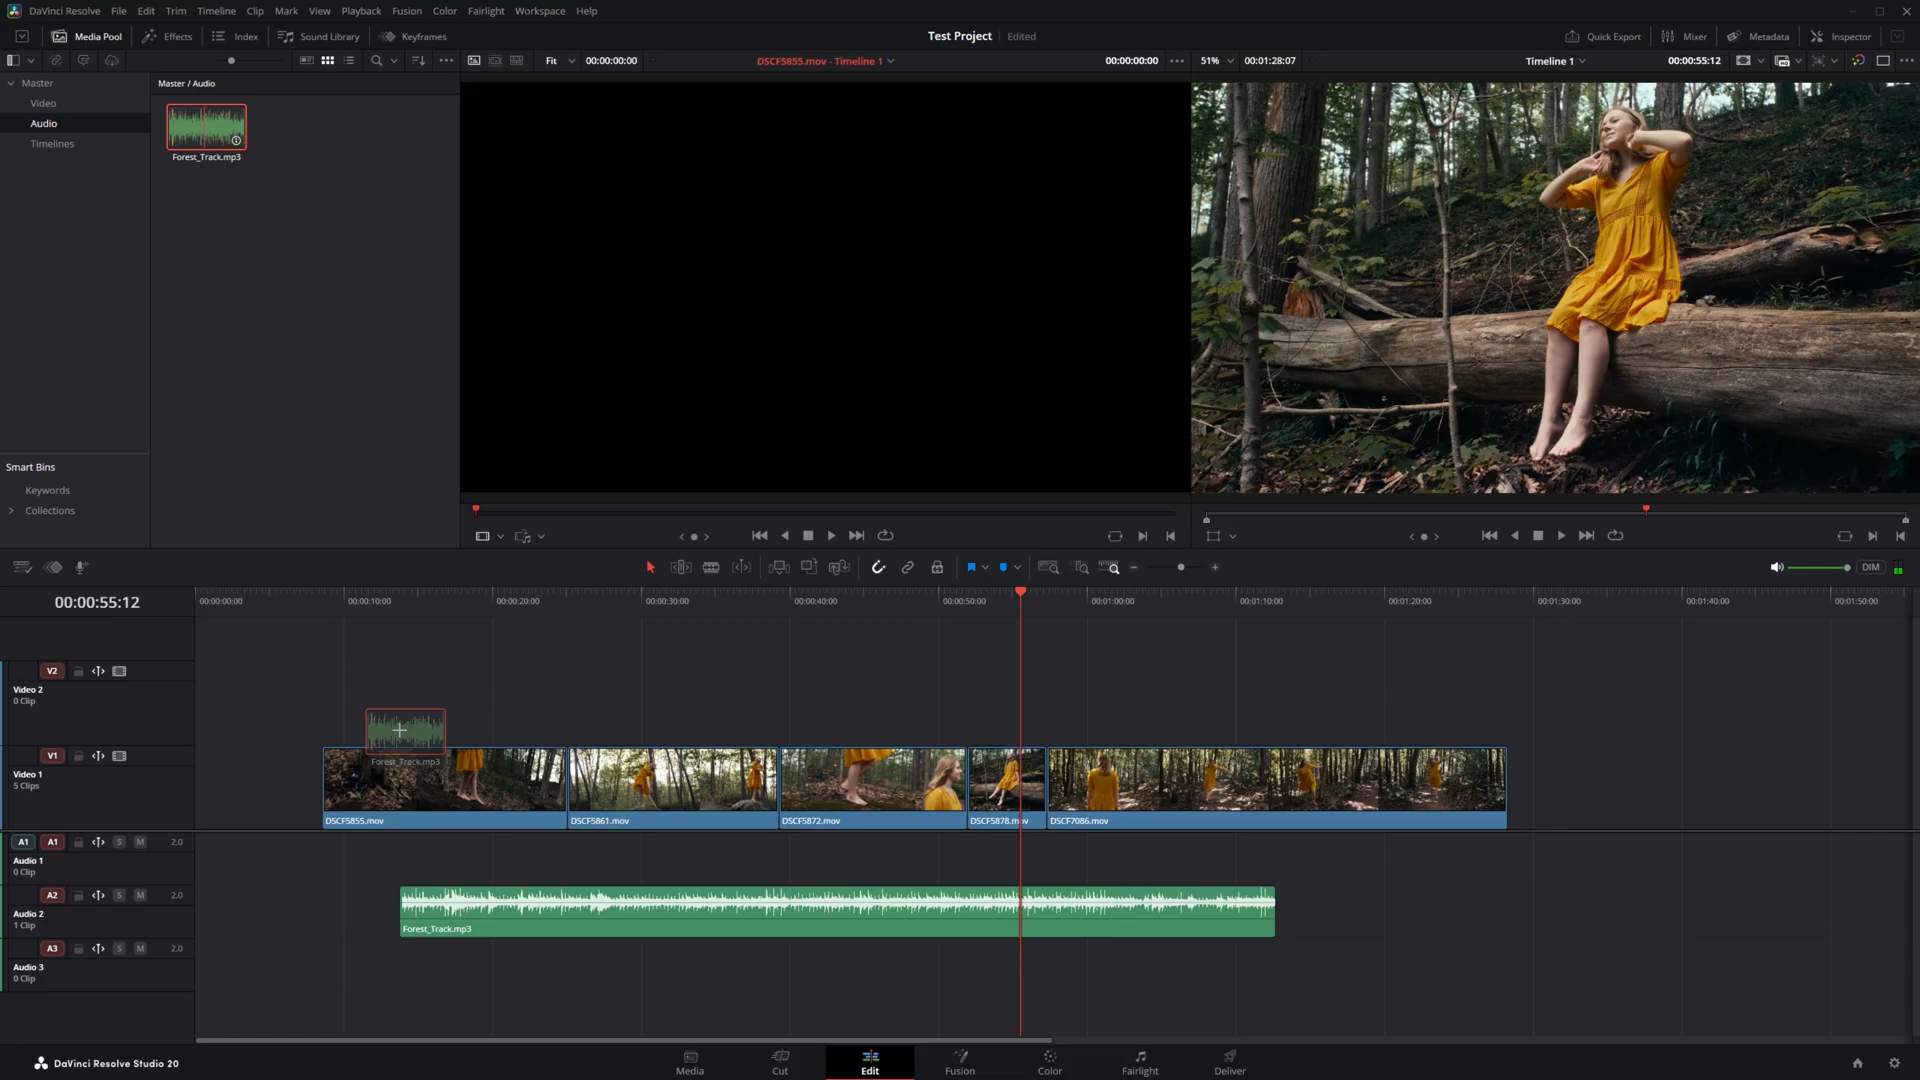 DaVinci Resolve File Edit Trim Timeline Clip Mark View Playback Fusion Color Fairlight Workspace Help
Media Pool Effects Index Sound Library Keyframes Test Project Edited Quick Export Mixer Metadata Inspector
Fit 00:00:00:00 DSCF5855.mov - Timeline 1 00:00:00:00 51% 00:01:28:07 Timeline 1 00:00:55:12
Master
Video
Audio
Timelines
Master / Audio
Forest_Track.mp3
Smart Bins
Keywords
Collections
DIM
00:00:55:12
00:00:00:00 00:00:10:00 00:00:20:00 00:00:30:00 00:00:40:00 00:00:50:00 00:01:00:00 00:01:10:00 00:01:20:00 00:01:30:00 00:01:40:00 00:01:50:00
V2
Video 2
0 Clip
V1
Video 1
5 Clips
Forest_Track.mp3
DSCF5855.mov DSCF5861.mov DSCF5872.mov DSCF5878.mov DSCF7086.mov
A1 A1 S M 2.0
Audio 1
0 Clip
A2 S M 2.0
Audio 2
1 Clip
Forest_Track.mp3
A3 S M 2.0
Audio 3
0 Clip
DaVinci Resolve Studio 20
Media Cut Edit Fusion Color Fairlight Deliver